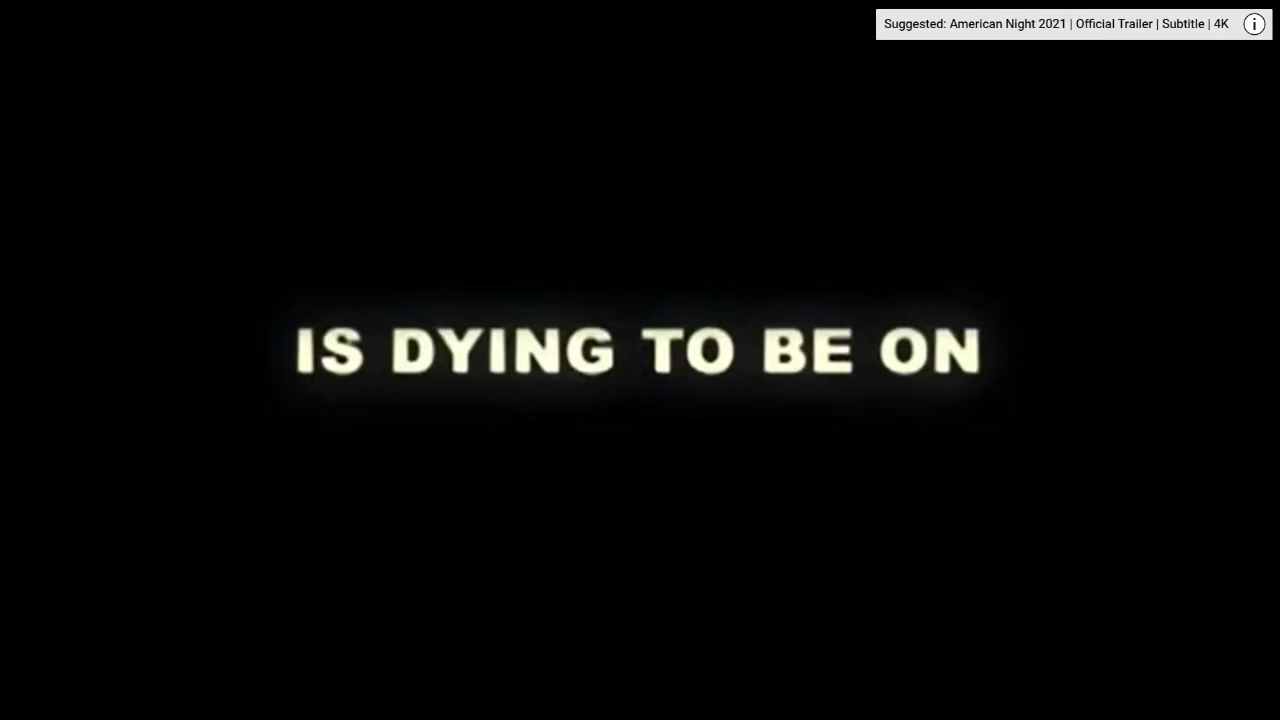 Suggested: American Night 2021 | Official Trailer | Subtitle | 4K
IS DYING TO BE ON